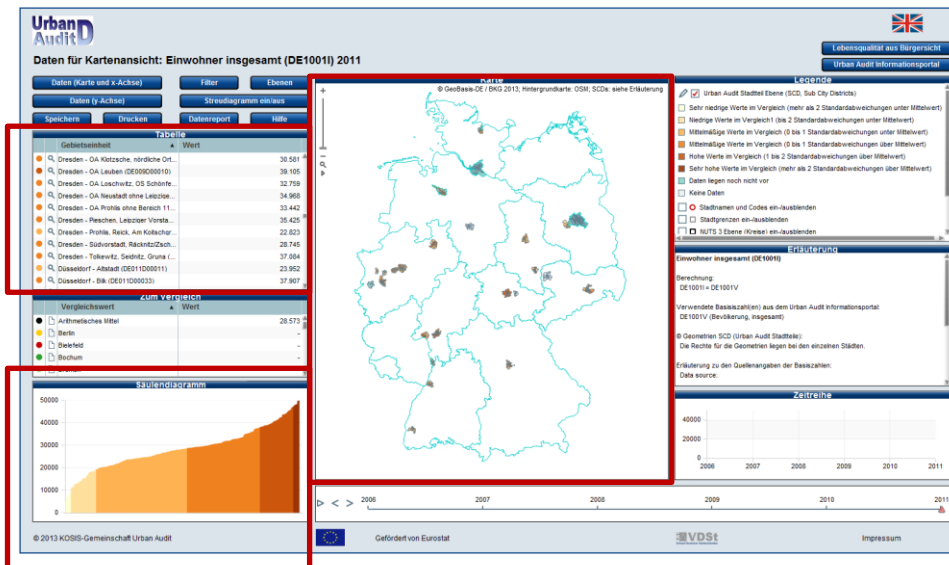 Urban
Audit D
Daten für Kartenansicht: Einwohner insgesamt (DE1001I) 2011
Lebensqualität aus Bürgersicht
Urban Audit Informationsportal
Daten (Karte und x-Achse)
Filter
Ebenen
Daten (y-Achse)
Streudiagramm ein/aus
Speichern
Drucken
Datenreport
Hilfe
Tabelle
Gebietseinheit ▲ Wert
Dresden - OA Klotzsche, nördliche Ort... 30.581
Dresden - OA Leuben (DE009D00010) 39.105
Dresden - OA Loschwitz, OS Schönfe... 32.759
Dresden - OA Neustadt ohne Leipzige... 34.968
Dresden - OA Prohlis ohne Bereich 11... 33.442
Dresden - Pieschen, Leipziger Vorsta... 35.425
Dresden - Prohlis, Reick, Am Koitschgr... 22.823
Dresden - Südvorstadt, Räcknitz/Zsch... 28.745
Dresden - Tolkewitz, Seidnitz, Gruna (... 37.084
Düsseldorf - Altstadt (DE011D00011) 23.952
Düsseldorf - Bilk (DE011D00033) 37.907
Zum Vergleich
Vergleichswert ▲ Wert
Arithmetisches Mittel 28.573
Berlin -
Bielefeld -
Bochum -
Säulendiagramm
50000
40000
30000
20000
10000
0
Karte
© GeoBasis-DE / BKG 2013; Hintergrundkarte: OSM; SCDs: siehe Erläuterung
Legende
Urban Audit Stadtteil Ebene (SCD, Sub City Districts)
Sehr niedrige Werte im Vergleich (mehr als 2 Standardabweichungen unter Mittelwert)
Niedrige Werte im Vergleich1 (bis 2 Standardabweichungen unter Mittelwert)
Mittelmäßige Werte im Vergleich (0 bis 1 Standardabweichungen unter Mittelwert)
Mittelmäßige Werte im Vergleich (0 bis 1 Standardabweichungen über Mittelwert)
Hohe Werte im Vergleich (1 bis 2 Standardabweichungen über Mittelwert)
Sehr hohe Werte im Vergleich (mehr als 2 Standardabweichungen über Mittelwert)
Daten liegen noch nicht vor
Keine Daten
Stadtnamen und Codes ein-/ausblenden
Stadtgrenzen ein-/ausblenden
NUTS 3 Ebene (Kreise) ein-/ausblenden
Erläuterung
Einwohner insgesamt (DE1001I)
Berechnung:
DE1001I = DE1001V
Verwendete Basiszahl(en) aus dem Urban Audit Informationsportal:
DE1001V (Bevölkerung, insgesamt)
© Geometrien SCD (Urban Audit Stadtteile):
Die Rechte für die Geometrien liegen bei den einzelnen Städten.
Erläuterung zu den Quellenangaben der Basiszahlen:
Data source:
Zeitreihe
40000
20000
0
2006 2007 2008 2009 2010 2011
2006 2007 2008 2009 2010 2011
© 2013 KOSIS-Gemeinschaft Urban Audit
Gefördert von Eurostat
VDSt
Impressum